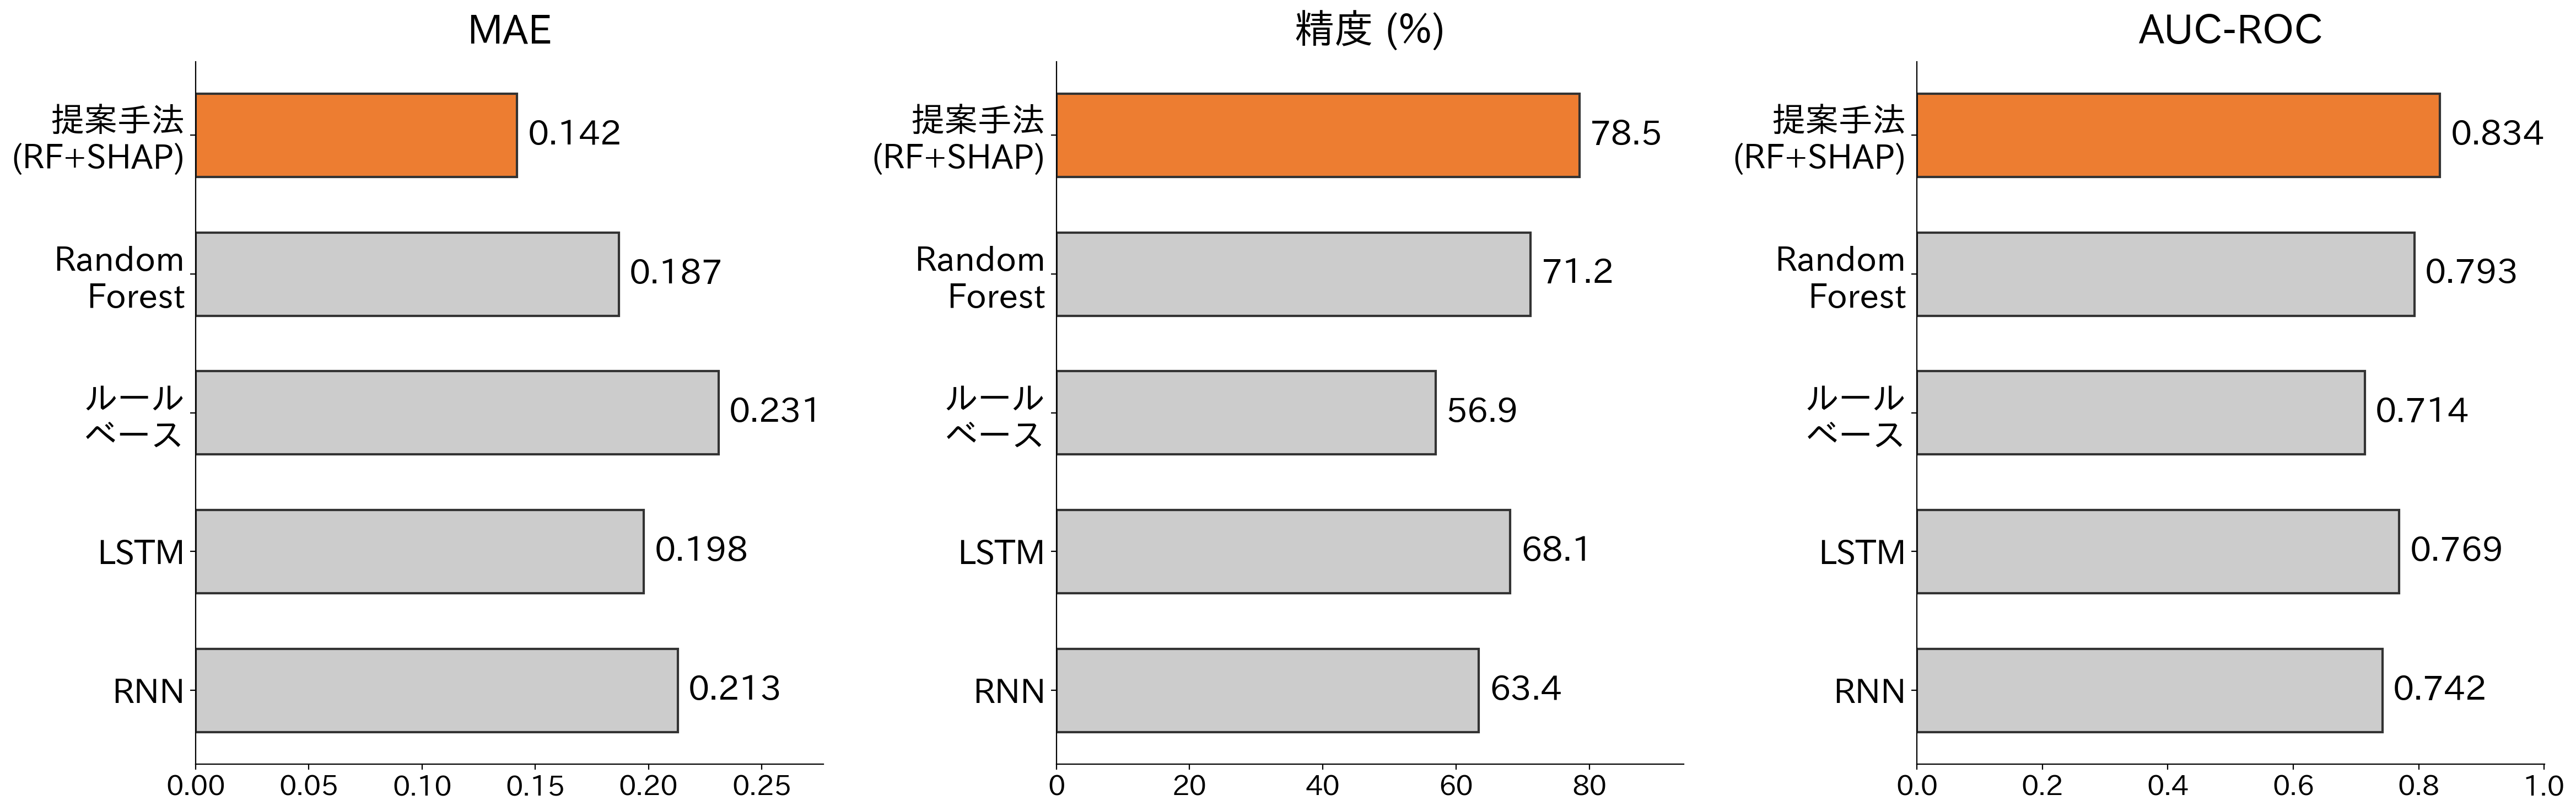 MAE
提案手法
(RF+SHAP)
0.142
Random
Forest
0.187
ルール
ベース
0.231
LSTM
0.198
RNN
0.213
0.00 0.05 0.10 0.15 0.20 0.25
精度 (%)
提案手法
(RF+SHAP)
78.5
Random
Forest
71.2
ルール
ベース
56.9
LSTM
68.1
RNN
63.4
0 20 40 60 80
AUC-ROC
提案手法
(RF+SHAP)
0.834
Random
Forest
0.793
ルール
ベース
0.714
LSTM
0.769
RNN
0.742
0.0 0.2 0.4 0.6 0.8 1.0